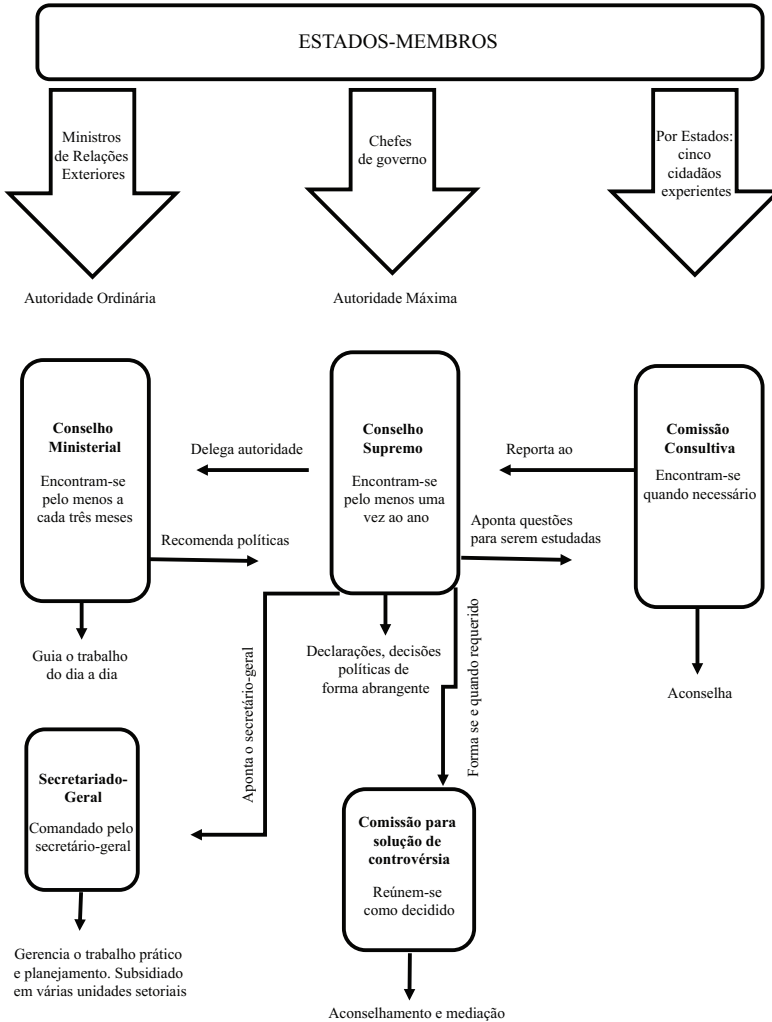 ESTADOS-MEMBROS
Ministros
de Relações
Exteriores
Chefes
de governo
Por Estados:
cinco
cidadãos
experientes
Autoridade Ordinária
Autoridade Máxima
Conselho
Ministerial
Encontram-se
pelo menos a
cada três meses
Delega autoridade
Recomenda políticas
Conselho
Supremo
Encontram-se
pelo menos uma
vez ao ano
Reporta ao
Aponta questões
para serem estudadas
Comissão
Consultiva
Encontram-se
quando necessário
Guia o trabalho
do dia a dia
Aponta o secretário-geral
Declarações, decisões
políticas de
forma abrangente
Forma se e quando requerido
Aconselha
Secretariado-
Geral
Comandado pelo
secretário-geral
Comissão para
solução de
controvérsia
Reúnem-se
como decidido
Gerencia o trabalho prático
e planejamento. Subsidiado
em várias unidades setoriais
Aconselhamento e mediação